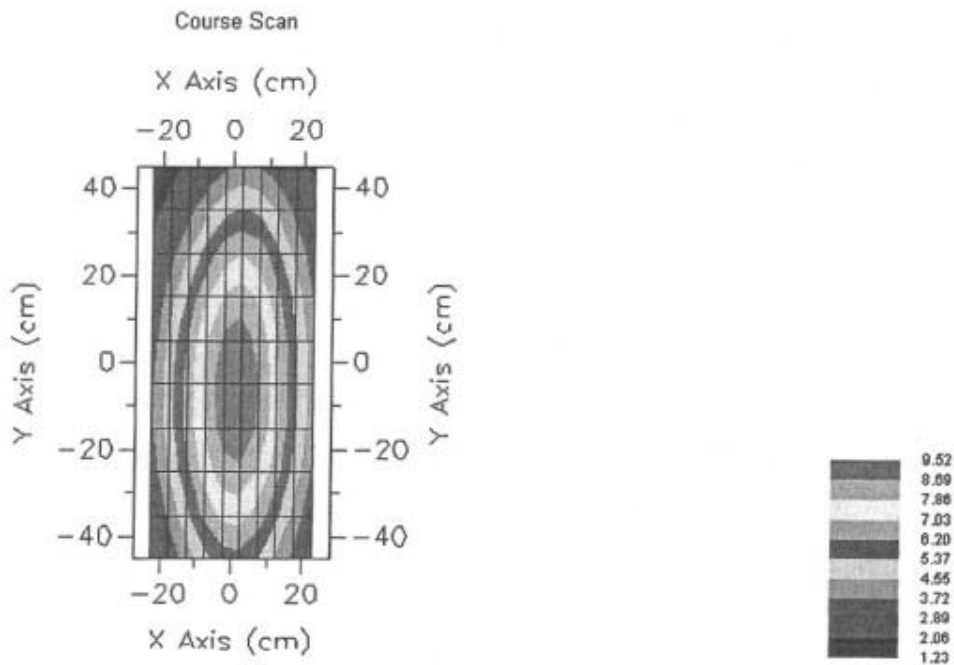 Course Scan
X Axis (cm)
-20 0 20
40 40
20 20
0 0
-20 -20
-40 -40
Y Axis (cm)
Y Axis (cm)
-20 0 20
X Axis (cm)
9.52
8.69
7.86
7.03
6.20
5.37
4.55
3.72
2.89
2.06
1.23